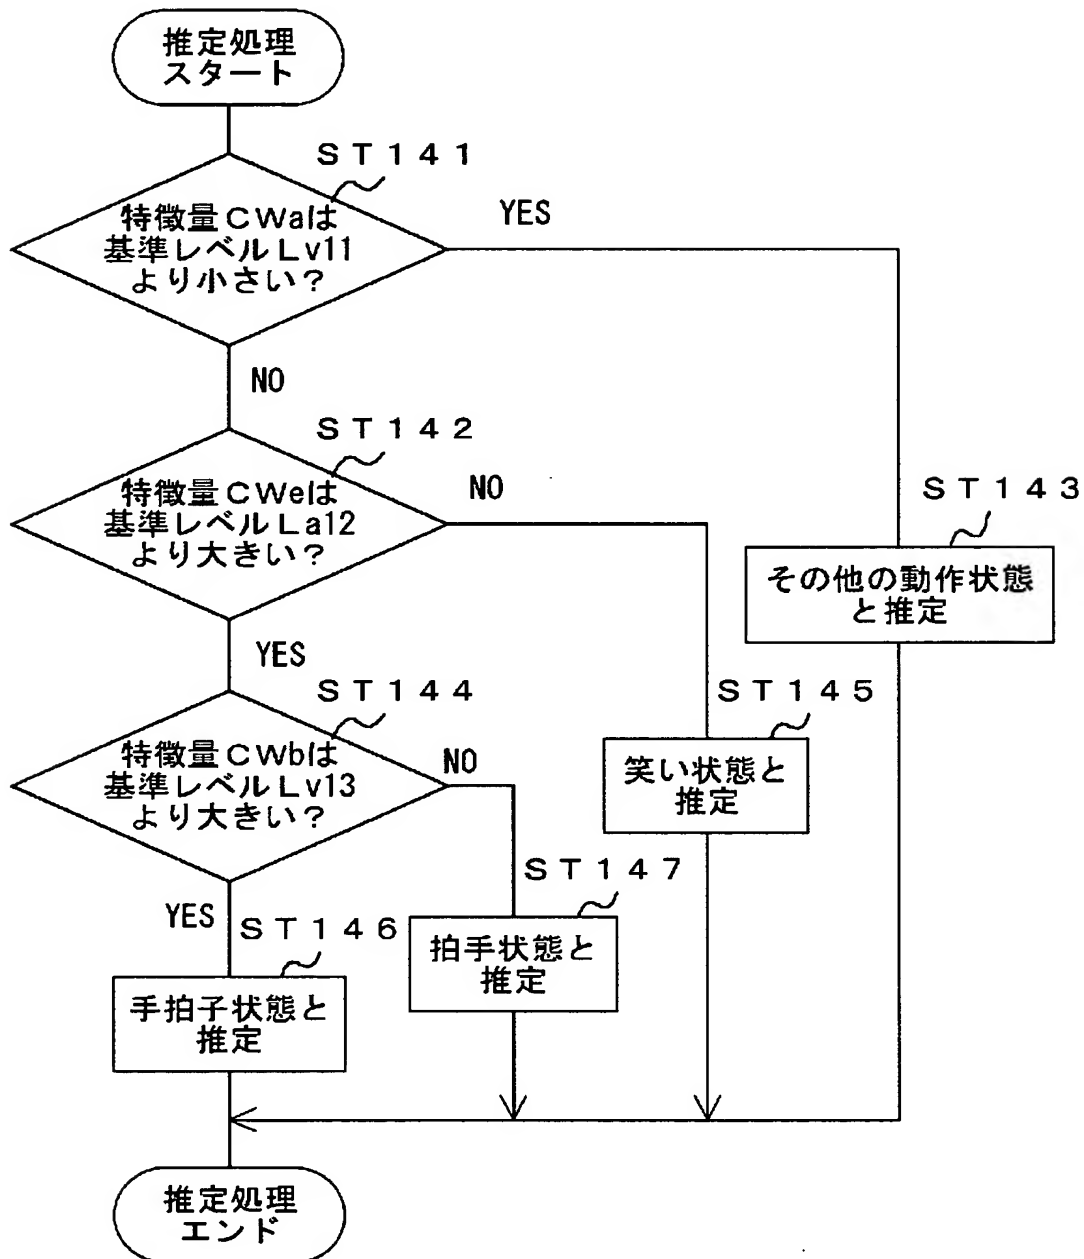 推定処理
スタート
ST141
特徴量CWaは
基準レベルLv11
より小さい?
YES
NO
ST142
特徴量CWeは
基準レベルLa12
より大きい?
NO
YES
ST143
その他の動作状態
と推定
ST144
特徴量CWbは
基準レベルLv13
より大きい?
NO
YES
ST145
笑い状態と
推定
ST146
手拍子状態と
推定
ST147
拍手状態と
推定
推定処理
エンド